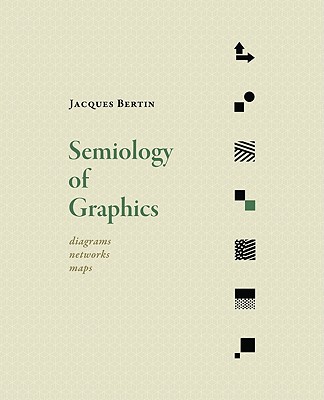 Jacques Bertin
Semiology
of
Graphics
diagrams
networks
maps